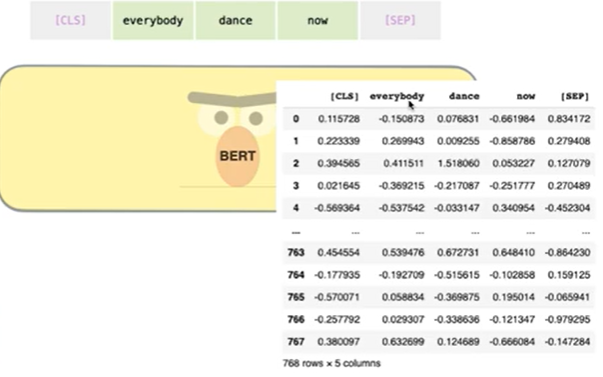 [CLS] everybody dance now [SEP]
BERT
[CLS] everybody dance now [SEP]
0 0.115728 -0.150873 0.076831 -0.661984 0.834172
1 0.223339 0.269943 0.009255 -0.858786 0.279408
2 0.394565 0.411511 1.518060 0.053227 0.127079
3 0.021645 -0.369215 -0.217087 -0.251777 0.270489
4 -0.569364 -0.537542 -0.033147 0.340954 -0.452304
... ... ... ... ... ...
763 0.454554 0.539476 0.672731 0.648410 -0.864230
764 -0.177935 -0.192709 -0.515615 -0.102858 0.159125
765 -0.570071 0.058834 -0.369875 0.195014 -0.065941
766 -0.257792 0.029307 -0.338636 -0.121347 -0.979295
767 0.380097 0.632699 0.124689 -0.666084 -0.147284
768 rows × 5 columns